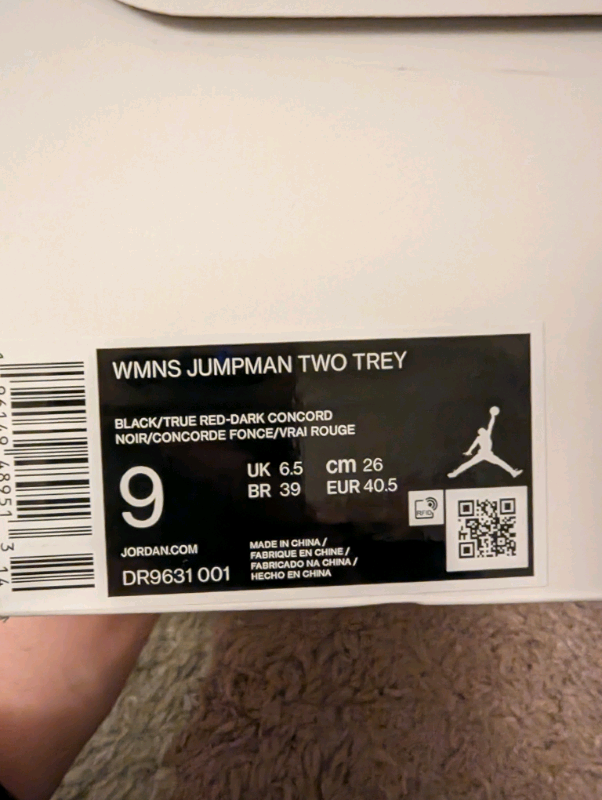 WMNS JUMPMAN TWO TREY
BLACK/TRUE RED-DARK CONCORD
NOIR/CONCORDE FONCE/VRAI ROUGE
9
UK 6.5 cm 26
BR 39 EUR 40.5
RFID
JORDAN.COM
DR9631 001
MADE IN CHINA /
FABRIQUE EN CHINE /
FABRICADO NA CHINA /
HECHO EN CHINA